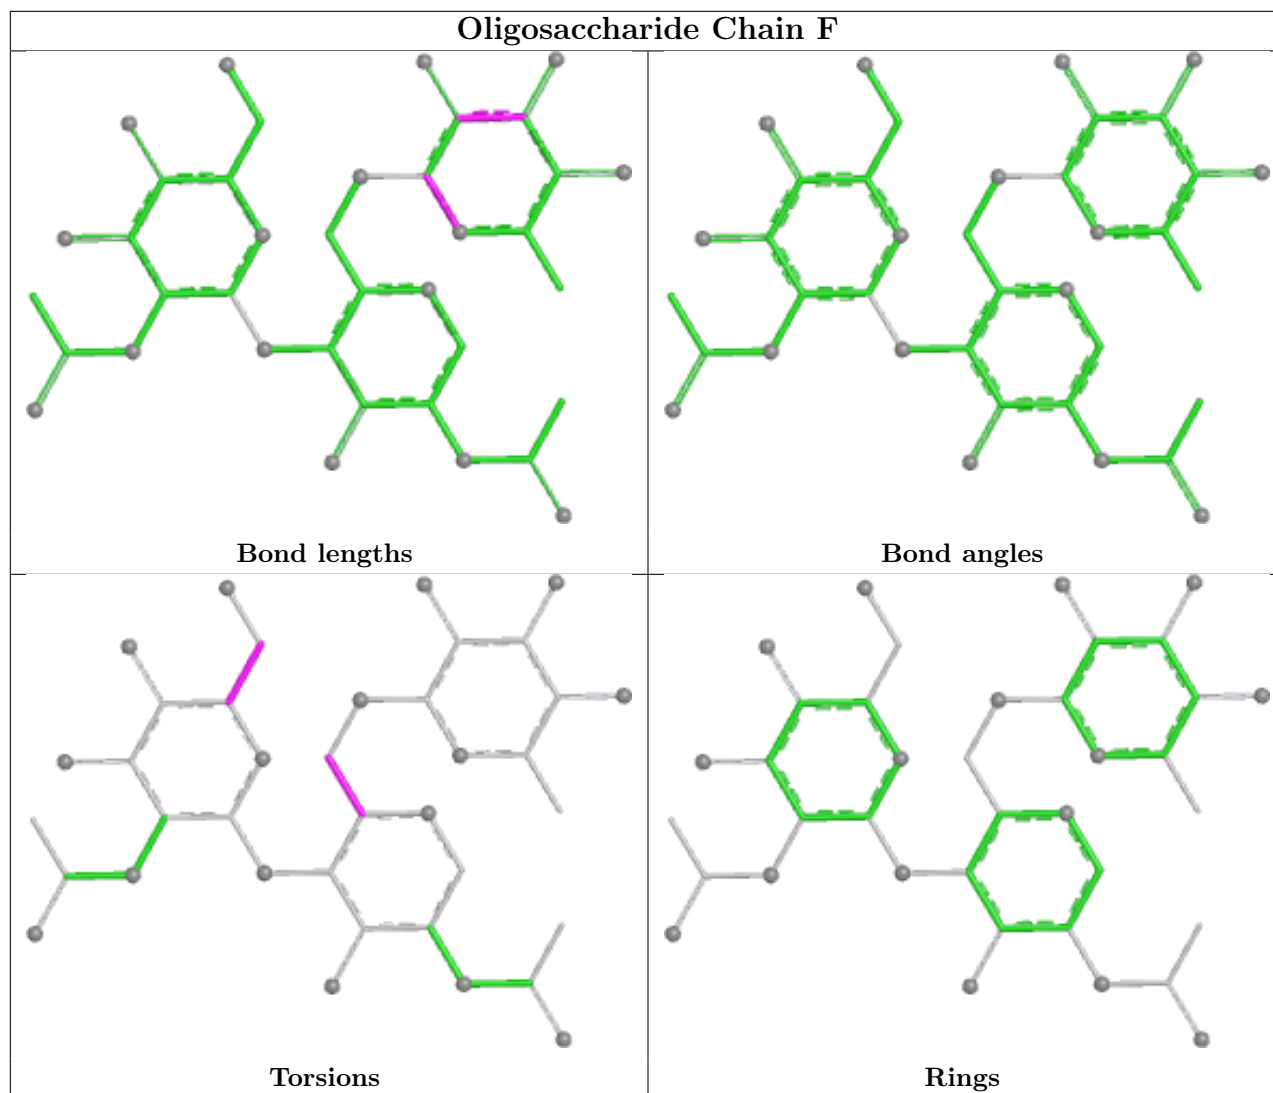 Oligosaccharide Chain F
Bond lengths
Bond angles
Torsions
Rings